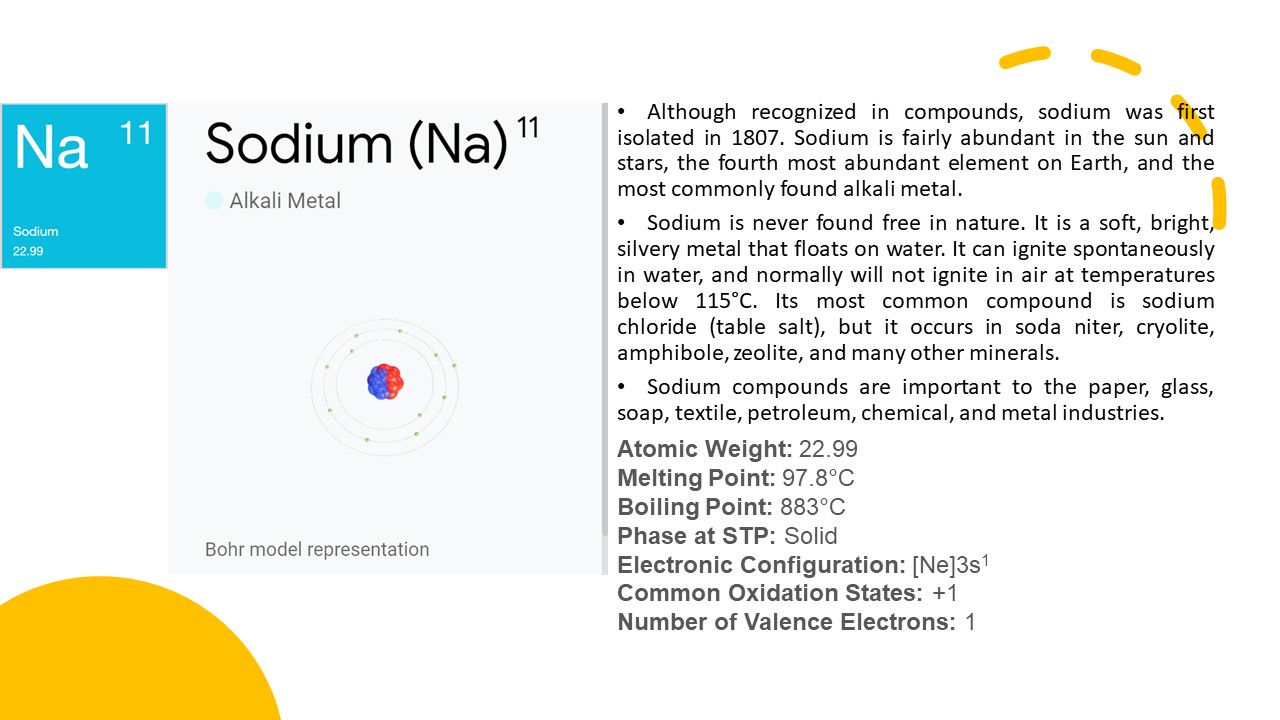 Na 11
Sodium
22.99
Sodium (Na) 11
Alkali Metal
Bohr model representation
• Although recognized in compounds, sodium was first
isolated in 1807. Sodium is fairly abundant in the sun and
stars, the fourth most abundant element on Earth, and the
most commonly found alkali metal.
• Sodium is never found free in nature. It is a soft, bright,
silvery metal that floats on water. It can ignite spontaneously
in water, and normally will not ignite in air at temperatures
below 115°C. Its most common compound is sodium
chloride (table salt), but it occurs in soda niter, cryolite,
amphibole, zeolite, and many other minerals.
• Sodium compounds are important to the paper, glass,
soap, textile, petroleum, chemical, and metal industries.
Atomic Weight: 22.99
Melting Point: 97.8°C
Boiling Point: 883°C
Phase at STP: Solid
Electronic Configuration: [Ne]3s¹
Common Oxidation States: +1
Number of Valence Electrons: 1